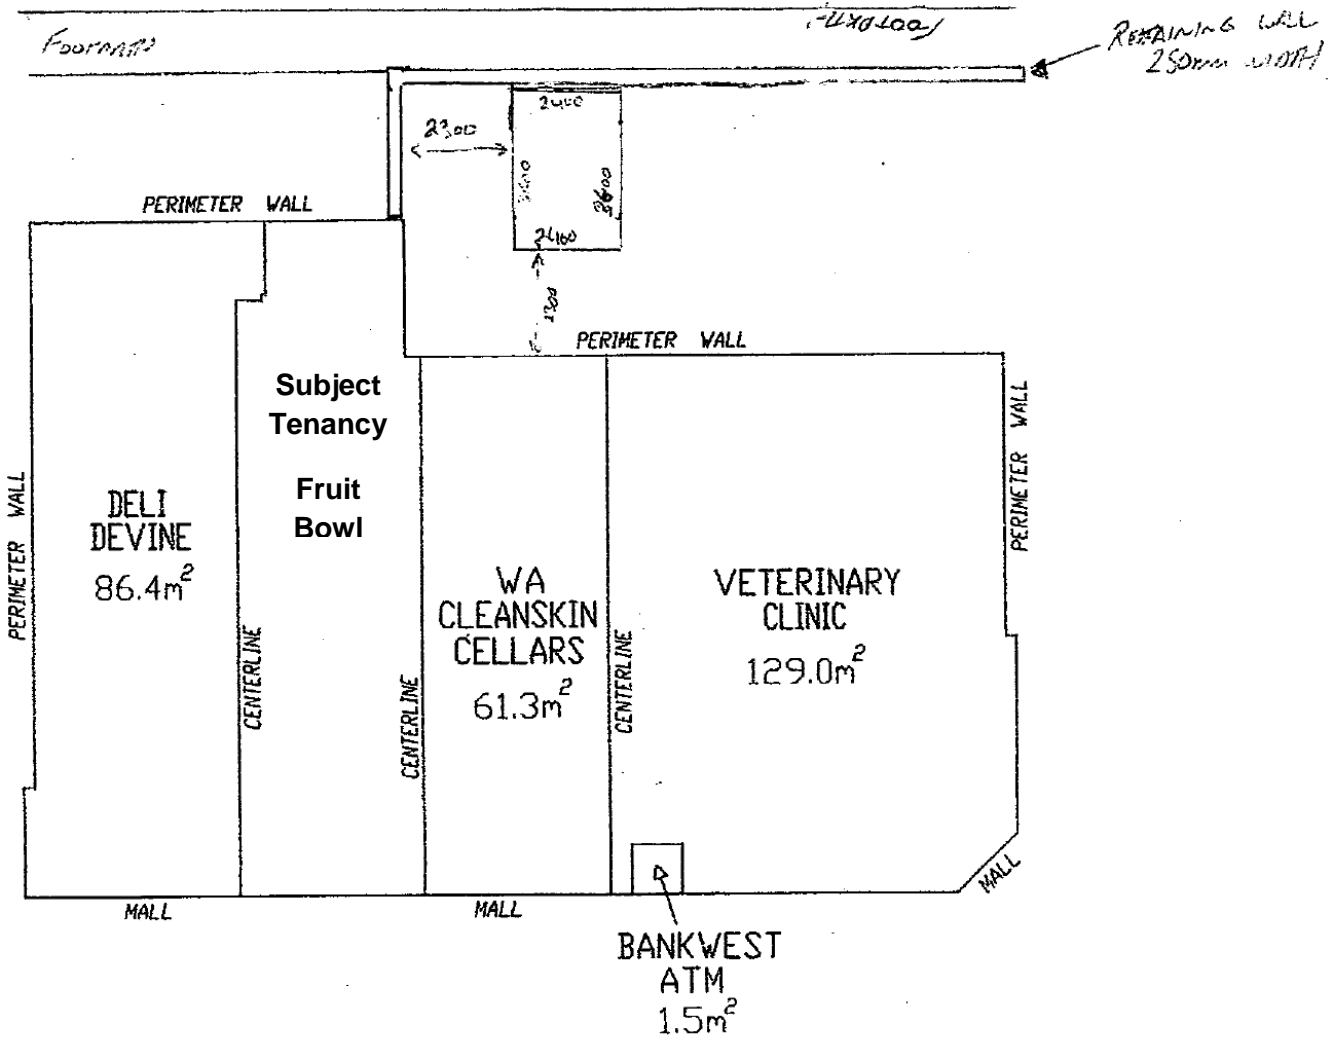 FOOTPATH
FOOTPATH
RETAINING WALL
250mm WIDTH
2300
2400
3600
3600
2400
2300
PERIMETER WALL
PERIMETER WALL
Subject
Tenancy
Fruit
Bowl
PERIMETER WALL
PERIMETER WALL
DELI
DEVINE
86.4m²
WA
CLEANSKIN
CELLARS
61.3m²
VETERINARY
CLINIC
129.0m²
CENTERLINE
CENTERLINE
CENTERLINE
MALL
MALL
MALL
BANKWEST
ATM
1.5m²